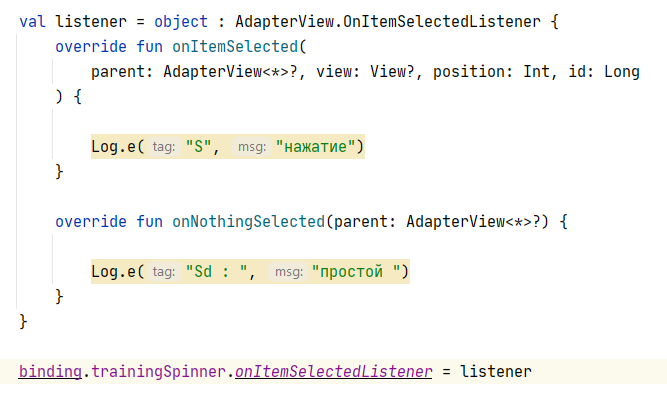 val listener = object : AdapterView.OnItemSelectedListener {
override fun onItemSelected(
parent: AdapterView<*>?, view: View?, position: Int, id: Long
) {
Log.e( tag: "S", msg: "нажатие")
}
override fun onNothingSelected(parent: AdapterView<*>?) {
Log.e( tag: "Sd : ", msg: "простой ")
}
}
binding.trainingSpinner.onItemSelectedListener = listener